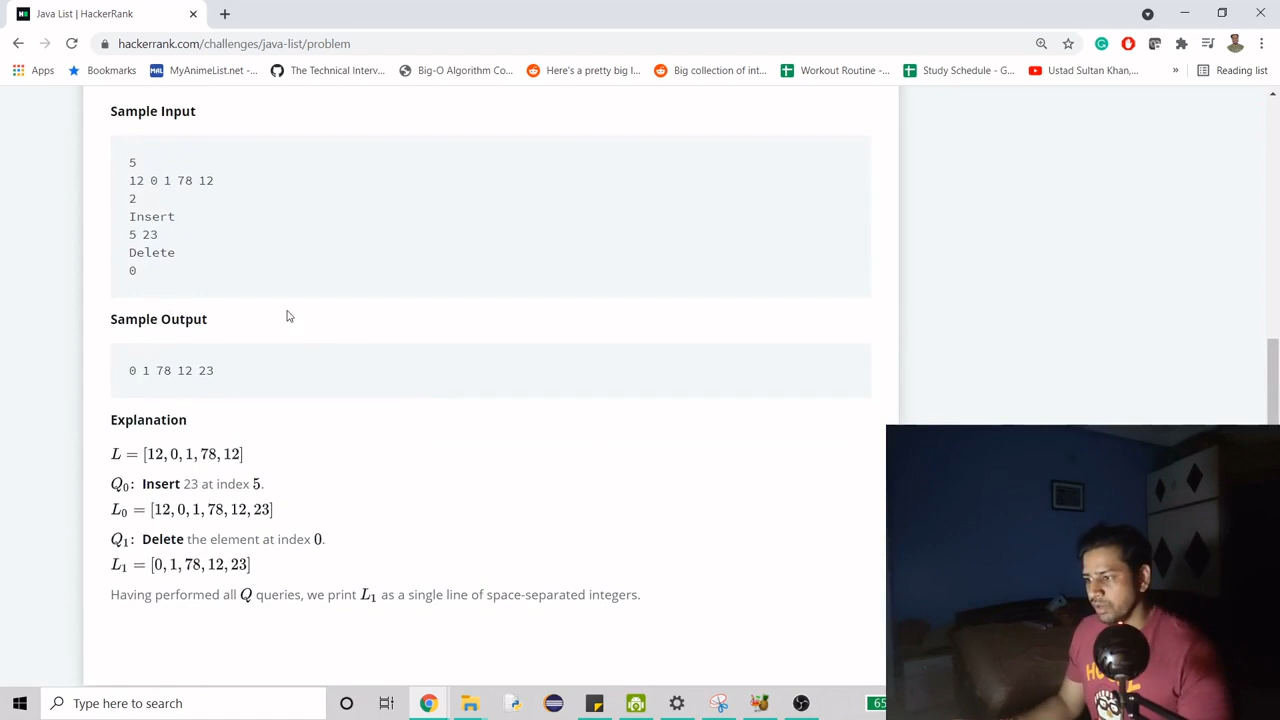 Java List | HackerRank
hackerrank.com/challenges/java-list/problem
Apps Bookmarks MyAnimeList.net -... The Technical Interv... Big-O Algorithm Co... Here's a pretty big l... Big collection of int... Workout Routine -... Study Schedule - G... Ustad Sultan Khan,... » Reading list
Sample Input
5
12 0 1 78 12
2
Insert
5 23
Delete
0
Sample Output
0 1 78 12 23
Explanation
L = [12, 0, 1, 78, 12]
Q0: Insert 23 at index 5.
L0 = [12, 0, 1, 78, 12, 23]
Q1: Delete the element at index 0.
L1 = [0, 1, 78, 12, 23]
Having performed all Q queries, we print L1 as a single line of space-separated integers.
Type here to search
65